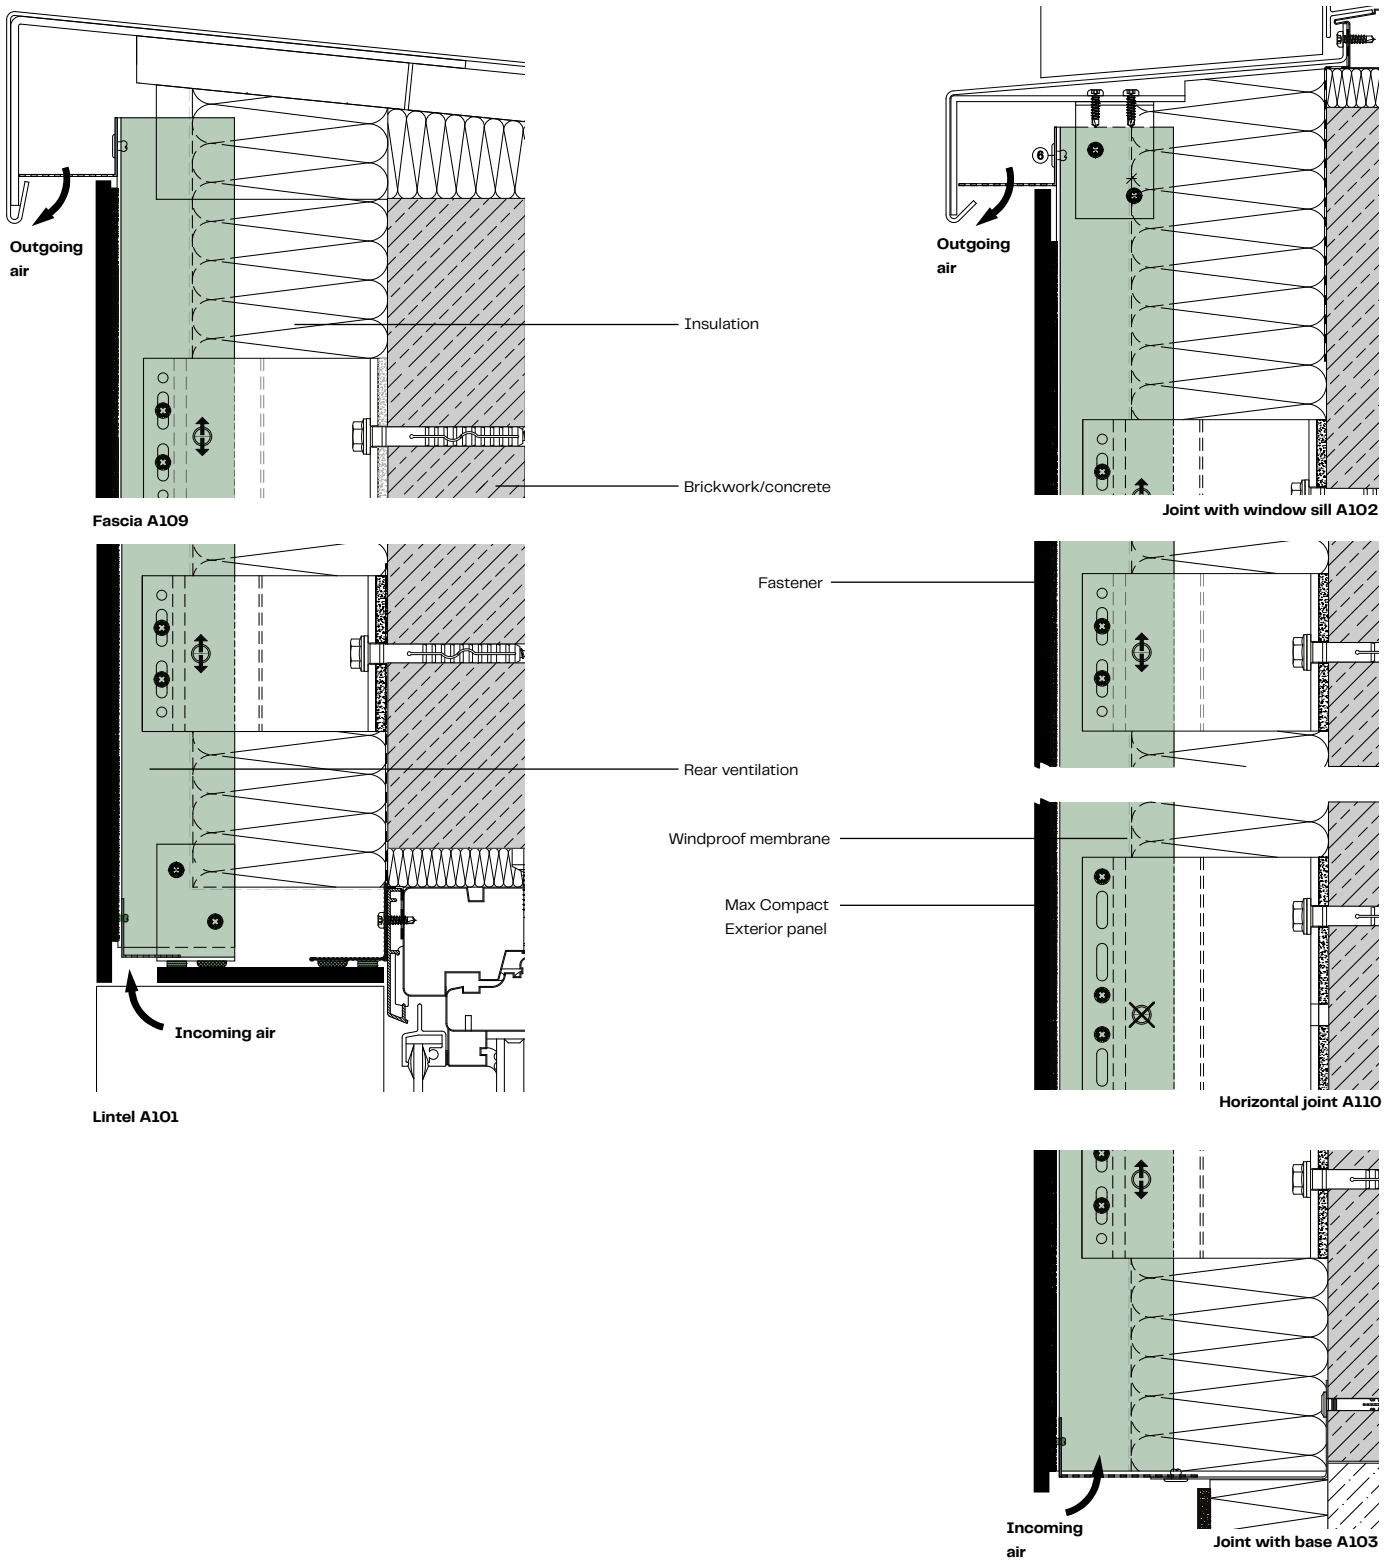 Outgoing
air
Insulation
Brickwork/concrete
Fascia A109
Rear ventilation
Incoming air
Lintel A101
6
Outgoing
air
Joint with window sill A102
Fastener
Windproof membrane
Max Compact
Exterior panel
Horizontal joint A110
Incoming
air
Joint with base A103